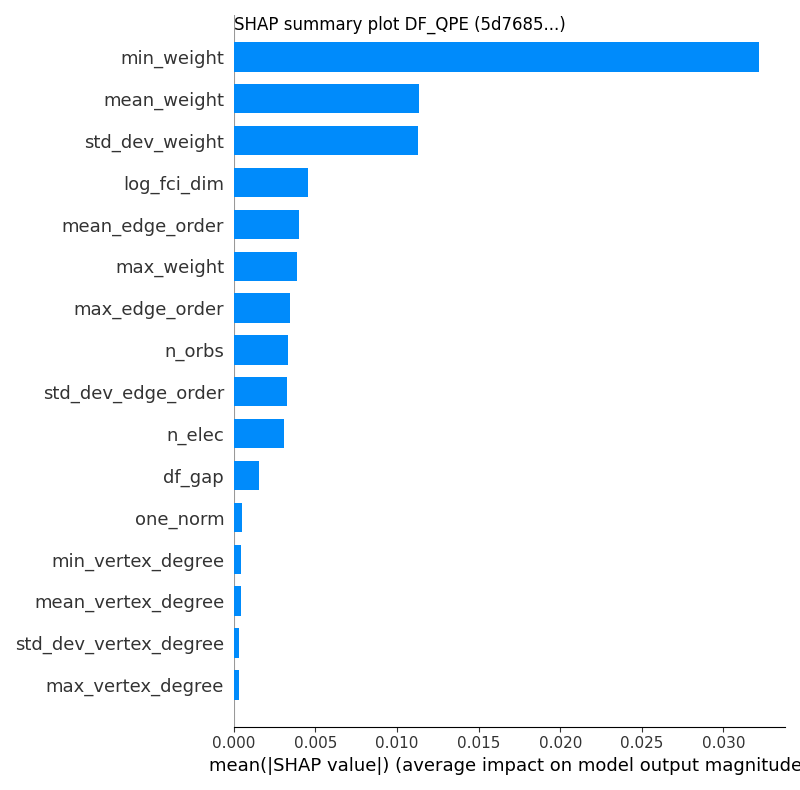 SHAP summary plot DF_QPE (5d7685...)
min_weight
mean_weight
std_dev_weight
log_fci_dim
mean_edge_order
max_weight
max_edge_order
n_orbs
std_dev_edge_order
n_elec
df_gap
one_norm
min_vertex_degree
mean_vertex_degree
std_dev_vertex_degree
max_vertex_degree
0.000 0.005 0.010 0.015 0.020 0.025 0.030
mean(|SHAP value|) (average impact on model output magnitude